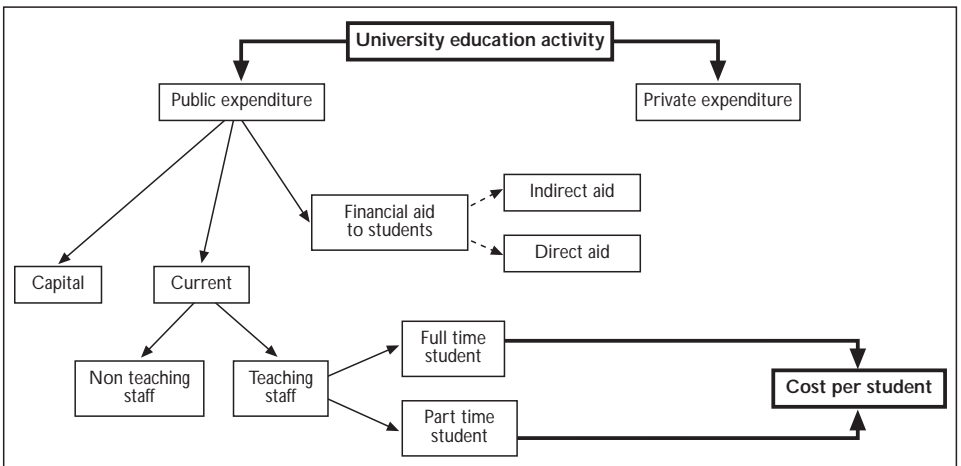 University education activity
Public expenditure
Private expenditure
Indirect aid
Financial aid
to students
Direct aid
Capital
Current
Full time
student
Non teaching
staff
Teaching
staff
Cost per student
Part time
student